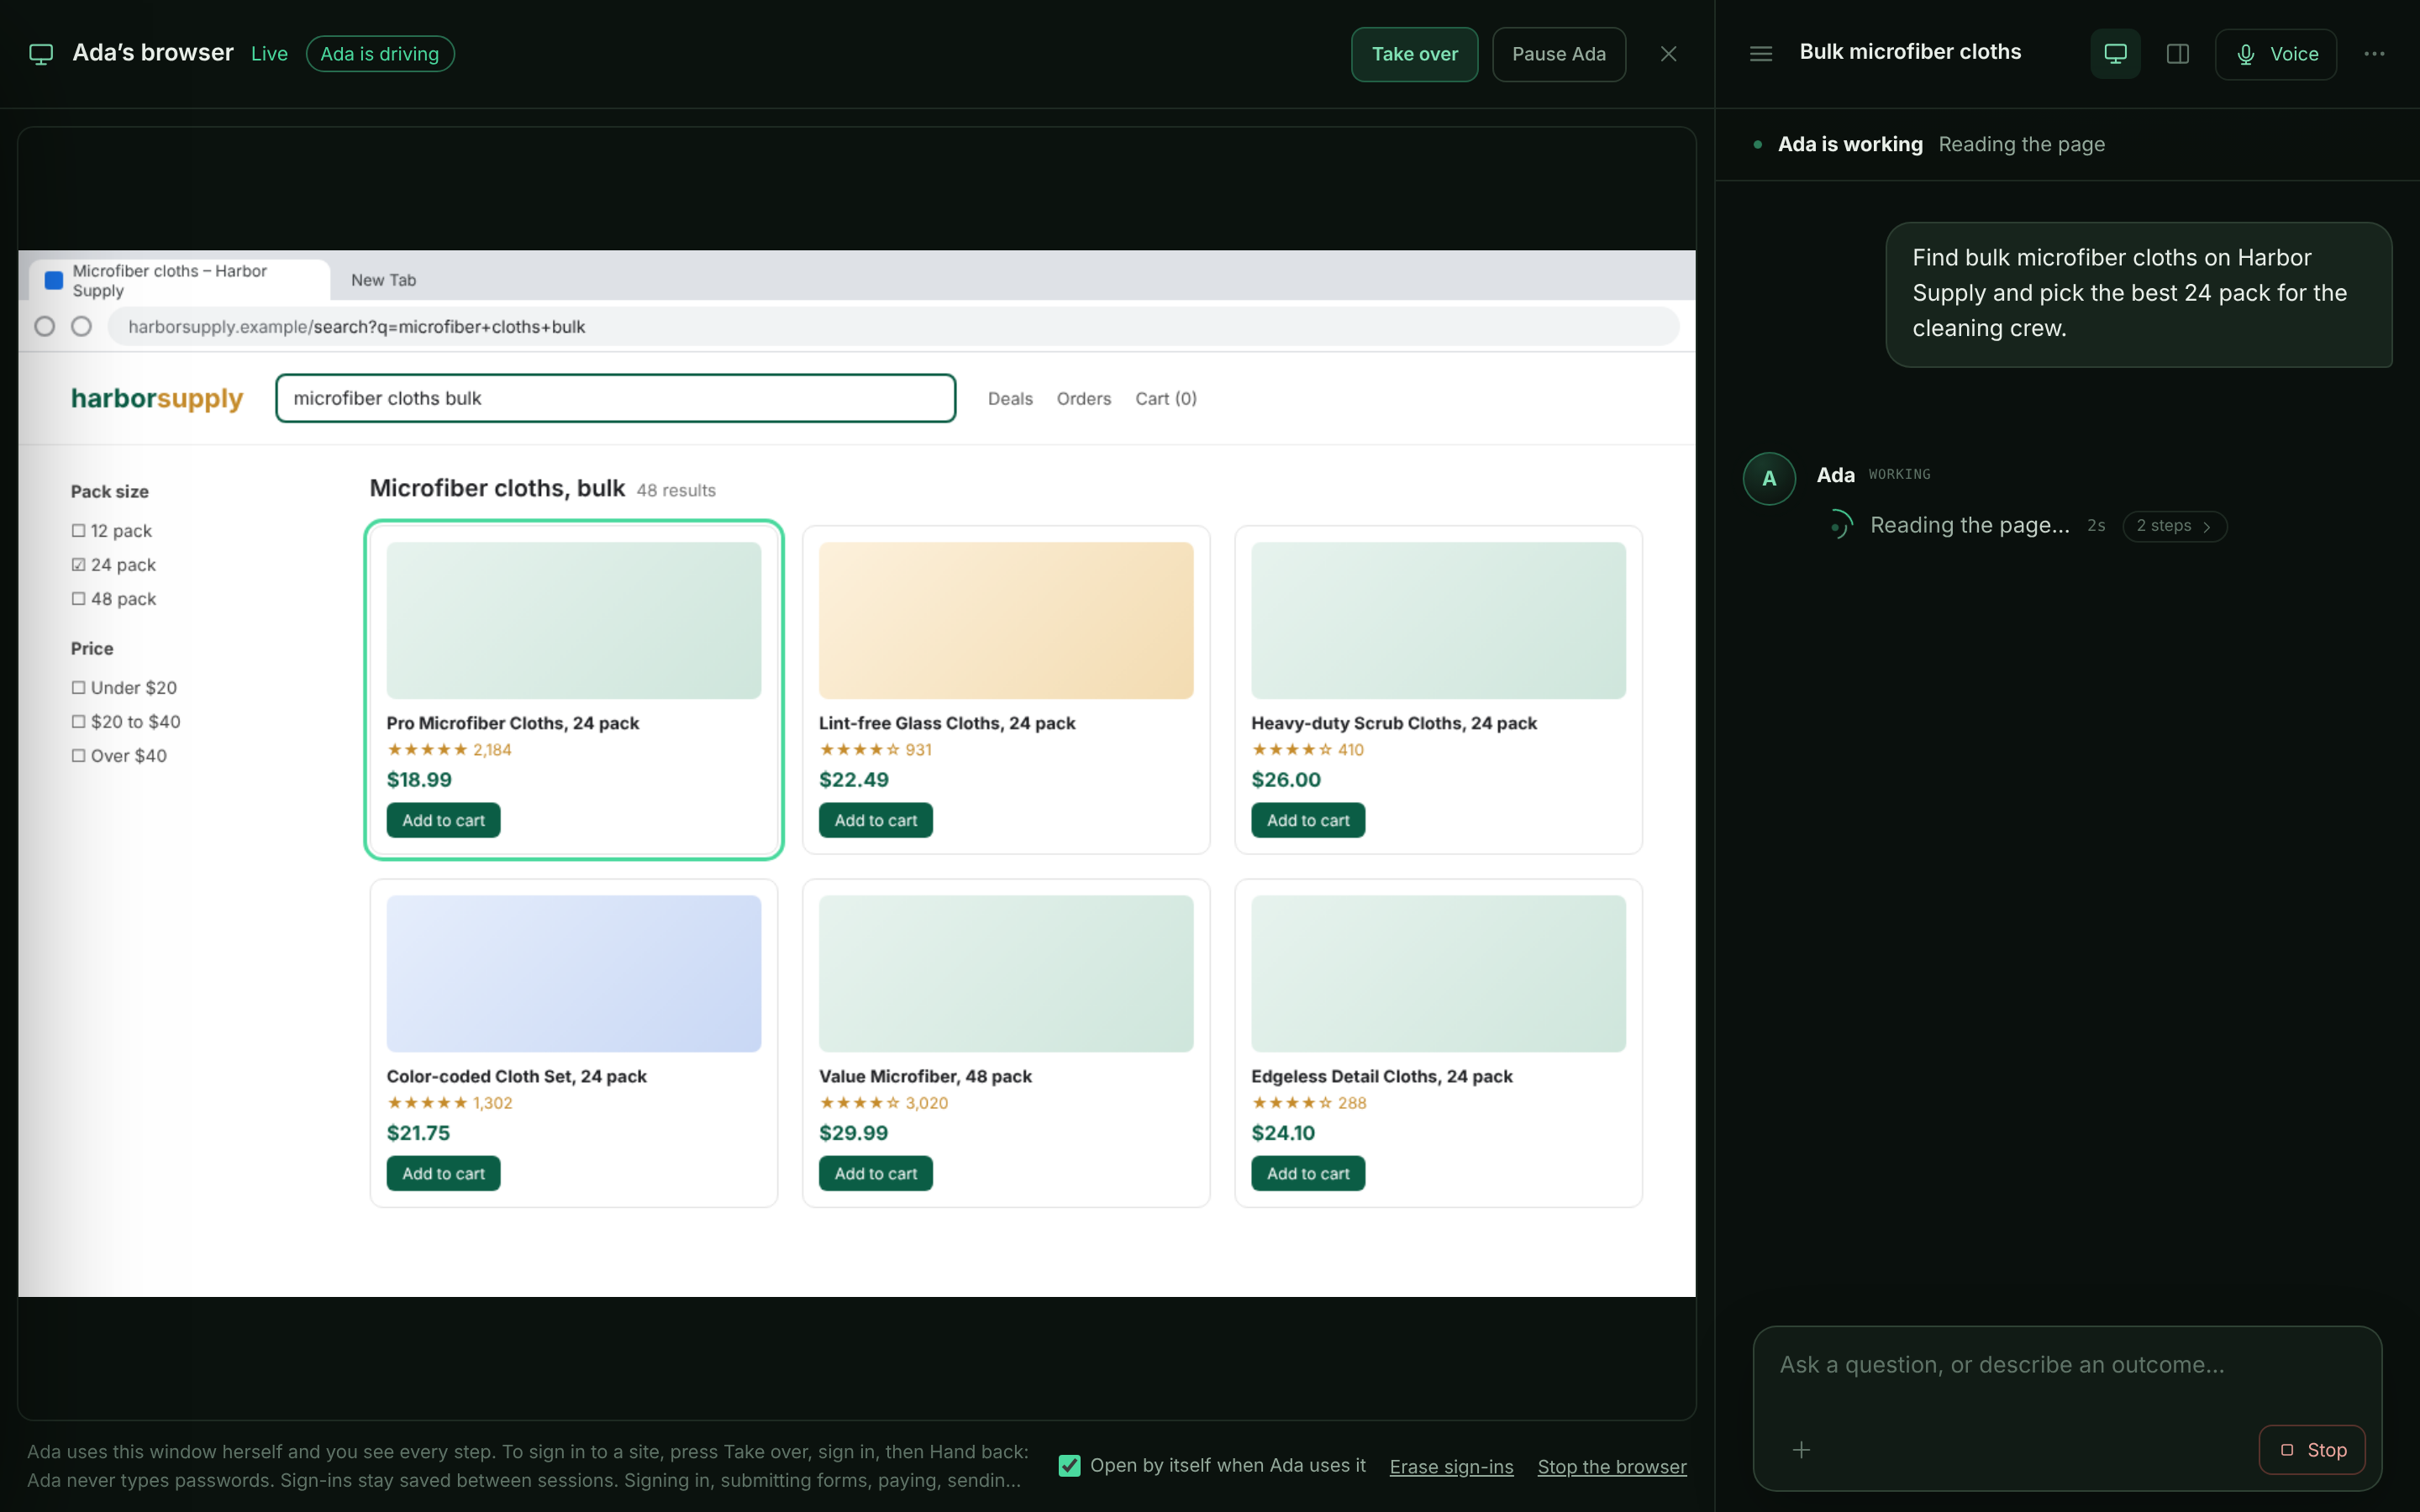 Ada’s browser Live Ada is driving Take over Pause Ada
Microfiber cloths – Harbor
Supply
New Tab
harborsupply.example/search?q=microfiber+cloths+bulk
harborsupply microfiber cloths bulk Deals Orders Cart (0)
Pack size
☐ 12 pack
☑ 24 pack
☐ 48 pack
Price
☐ Under $20
☐ $20 to $40
☐ Over $40
Microfiber cloths, bulk 48 results
Pro Microfiber Cloths, 24 pack
★★★★★ 2,184
$18.99
Add to cart
Lint-free Glass Cloths, 24 pack
★★★★☆ 931
$22.49
Add to cart
Heavy-duty Scrub Cloths, 24 pack
★★★★☆ 410
$26.00
Add to cart
Color-coded Cloth Set, 24 pack
★★★★★ 1,302
$21.75
Add to cart
Value Microfiber, 48 pack
★★★★☆ 3,020
$29.99
Add to cart
Edgeless Detail Cloths, 24 pack
★★★★☆ 288
$24.10
Add to cart
Ada uses this window herself and you see every step. To sign in to a site, press Take over, sign in, then Hand back:
Ada never types passwords. Sign-ins stay saved between sessions. Signing in, submitting forms, paying, sendin...
Open by itself when Ada uses it Erase sign-ins Stop the browser
Bulk microfiber cloths Voice
Ada is working Reading the page
Find bulk microfiber cloths on Harbor
Supply and pick the best 24 pack for the
cleaning crew.
A
Ada WORKING
Reading the page... 2s 2 steps
Ask a question, or describe an outcome...
Stop